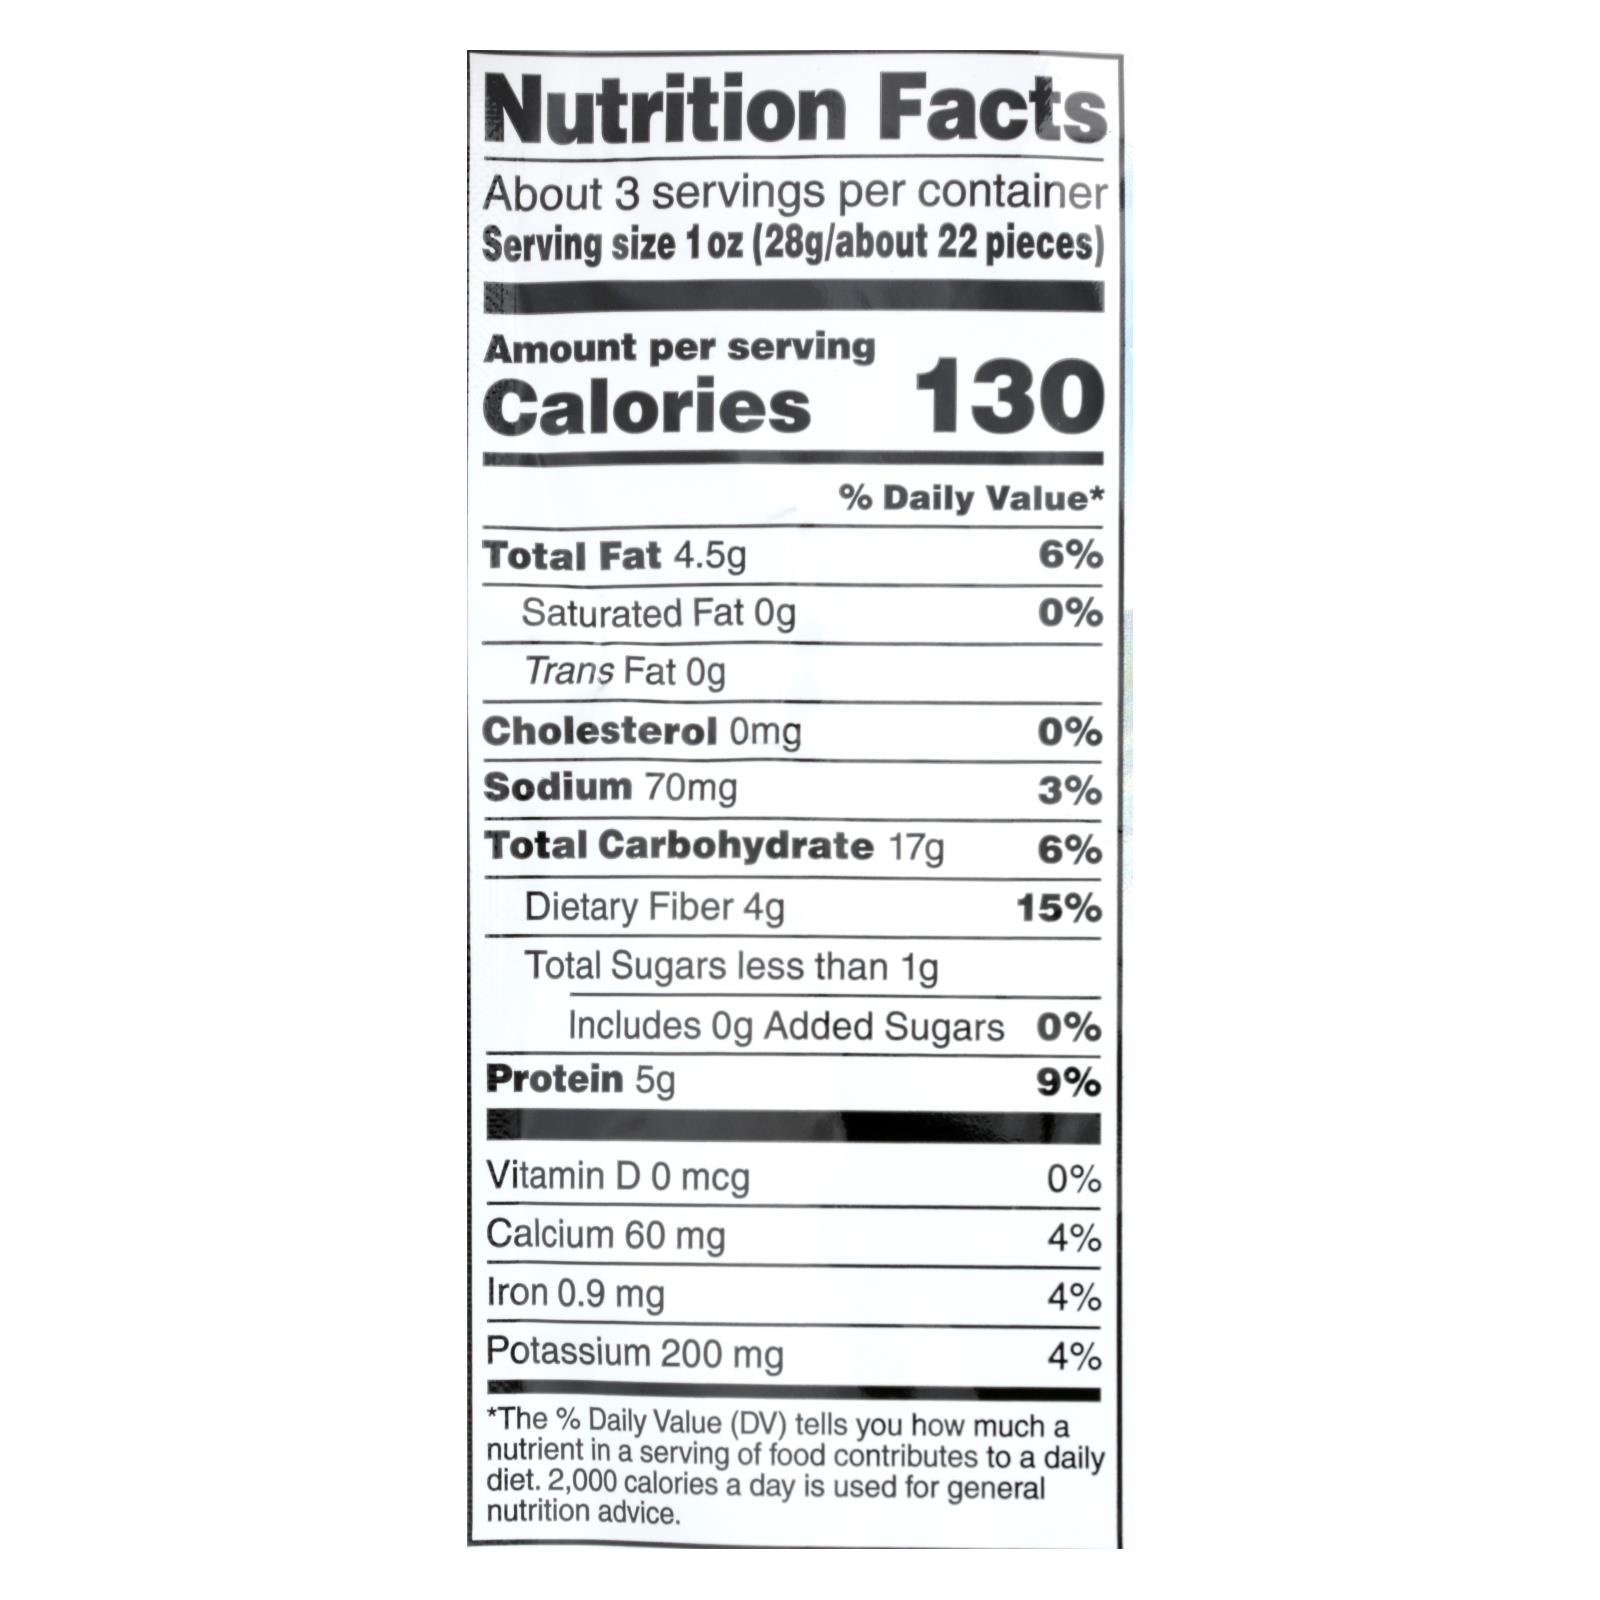 Nutrition Facts
About 3 servings per container
Serving size 1 oz (28g/about 22 pieces)
Amount per serving
Calories 130
% Daily Value*
Total Fat 4.5g 6%
Saturated Fat 0g 0%
Trans Fat 0g
Cholesterol 0mg 0%
Sodium 70mg 3%
Total Carbohydrate 17g 6%
Dietary Fiber 4g 15%
Total Sugars less than 1g
Includes 0g Added Sugars 0%
Protein 5g 9%
Vitamin D 0 mcg 0%
Calcium 60 mg 4%
Iron 0.9 mg 4%
Potassium 200 mg 4%
*The % Daily Value (DV) tells you how much a
nutrient in a serving of food contributes to a daily
diet. 2,000 calories a day is used for general
nutrition advice.